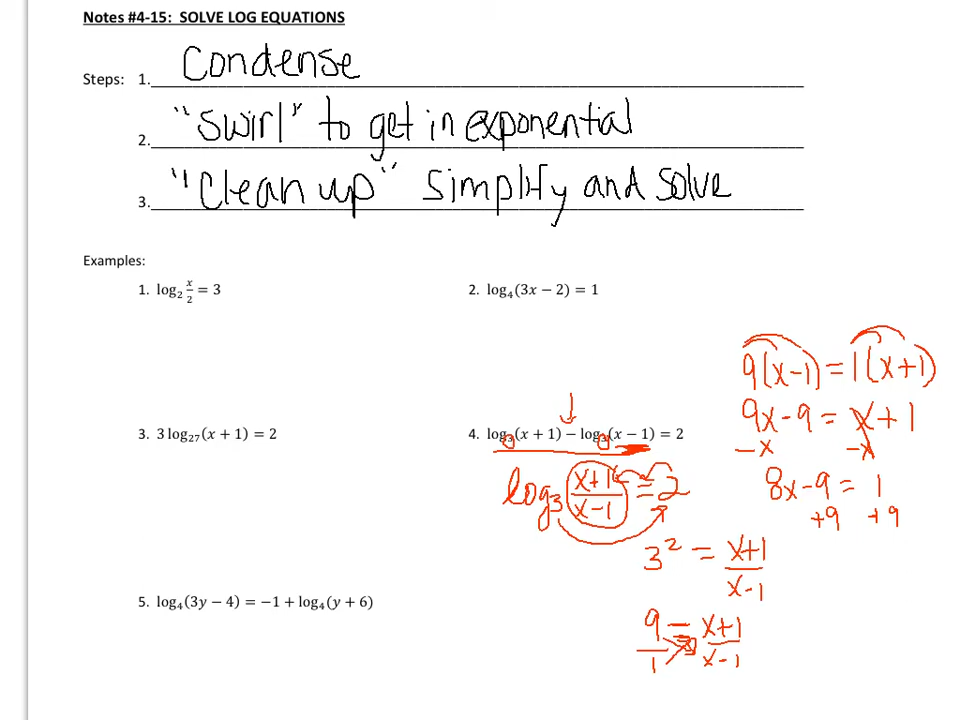 Notes #4-15: SOLVE LOG EQUATIONS
Steps: 1. Condense
2. "Swirl" to get in exponential
3. "Clean up" Simplify and solve
Examples:
1. log₂ x/2 = 3
2. log₄(3x − 2) = 1
3. 3 log₂₇(x + 1) = 2
4. log₃(x + 1) − log₃(x − 1) = 2
log₃ (x+1)/(x-1) = 2
3² = (x+1)/(x-1)
9/1 = (x+1)/(x-1)
9(x-1) = 1(x+1)
9x-9 = x+1
-x -x
8x-9 = 1
+9 +9
5. log₄(3y − 4) = −1 + log₄(y + 6)